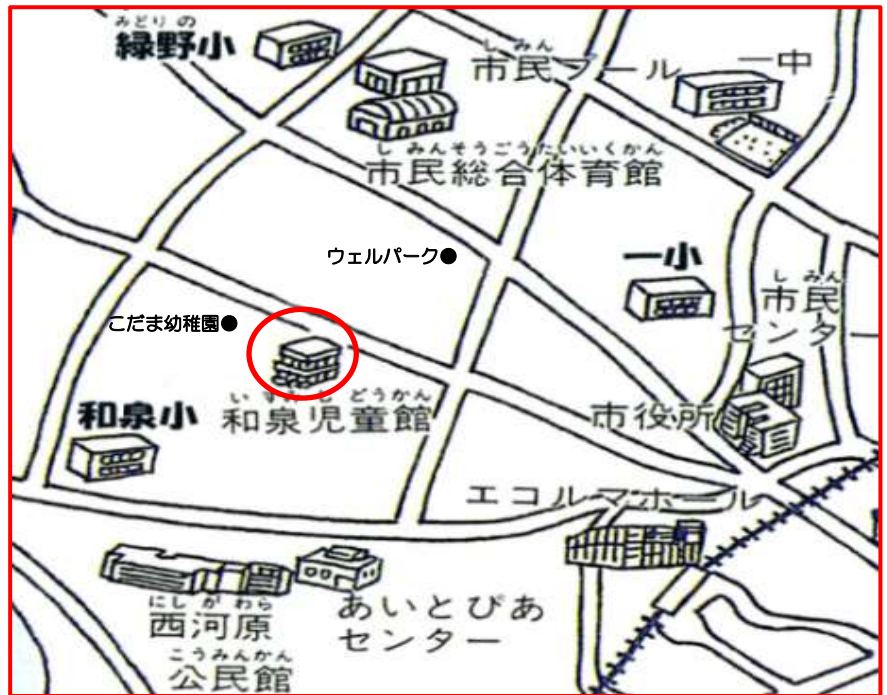 みどりの
緑野小
しみん
市民プール
一中
しみんそうごうたいいくかん
市民総合体育館
ウェルパーク●
一小
しみん
市民
センター
こだま幼稚園●
いずみじどうかん
和泉児童館
和泉小
市役所
エコルマホール
にしがわら
西河原
こうみんかん
公民館
あいとぴあ
センター